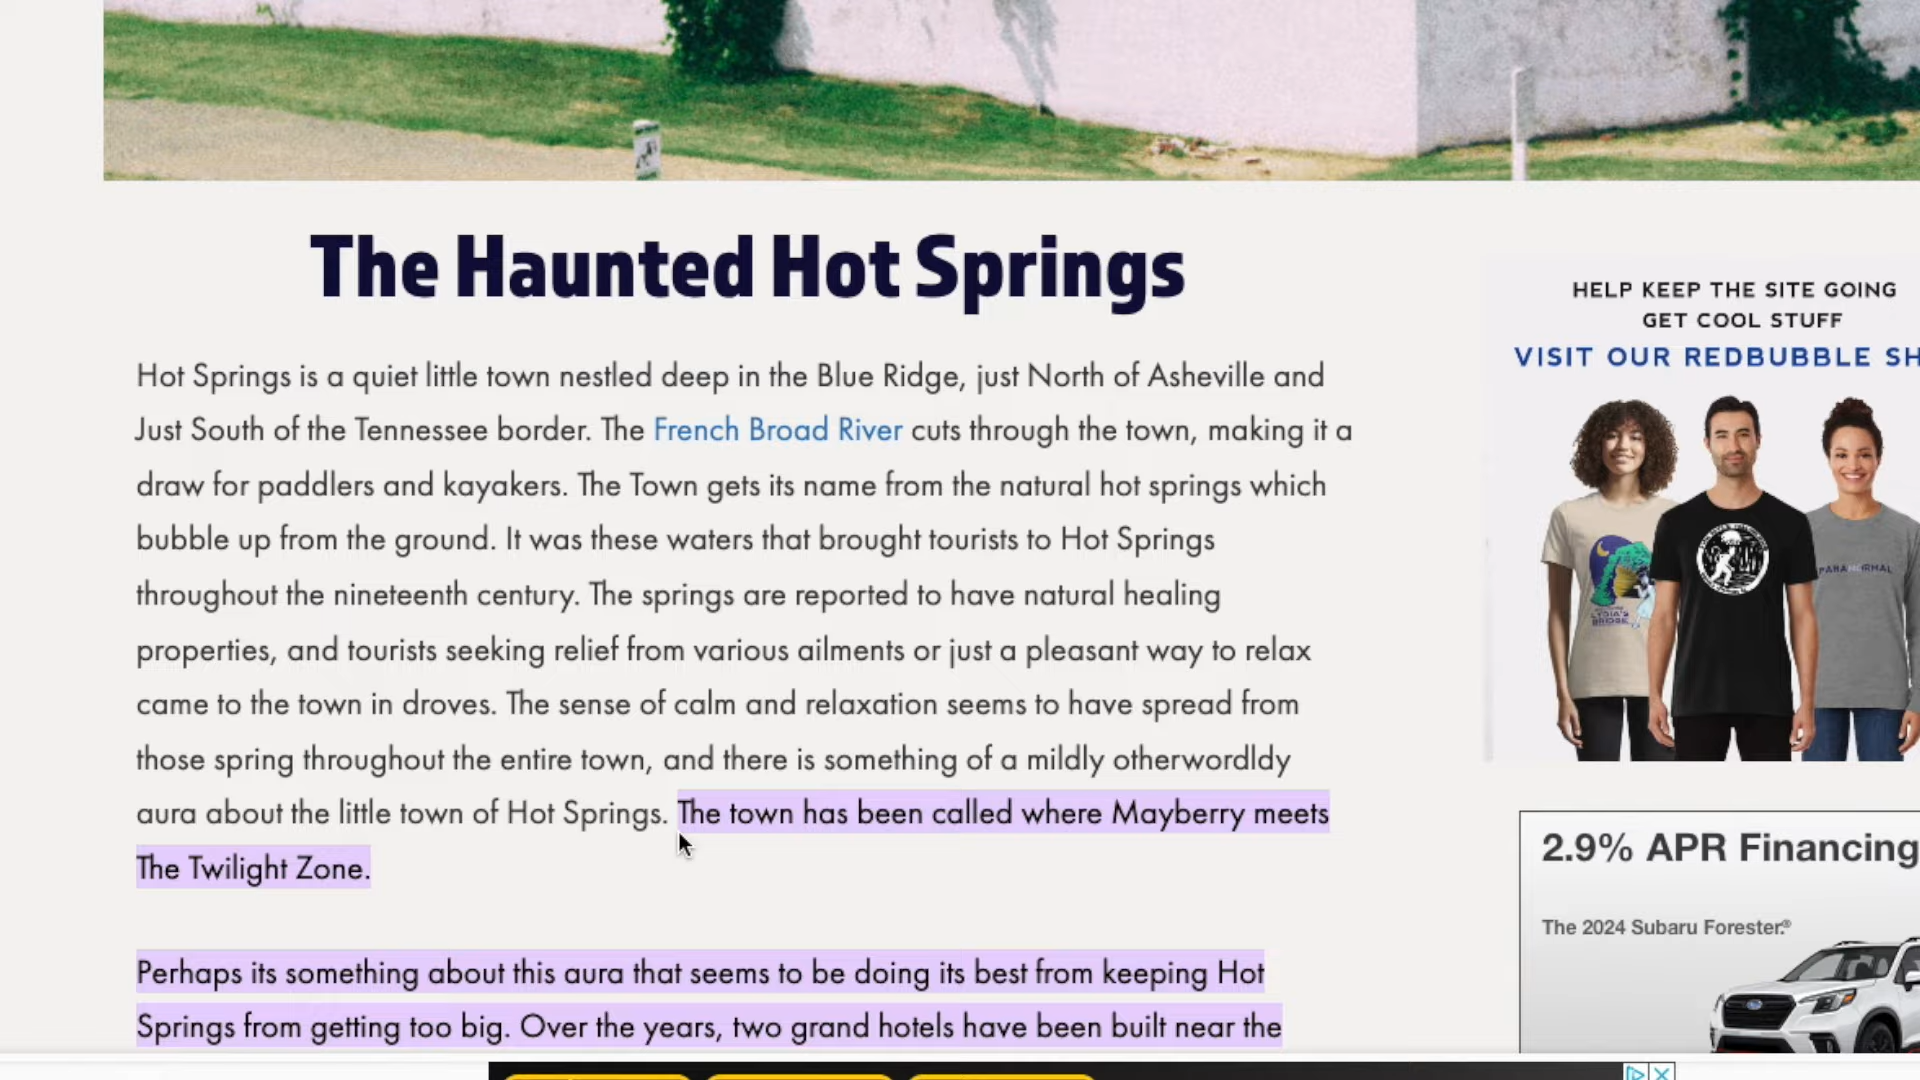 The Haunted Hot Springs
Hot Springs is a quiet little town nestled deep in the Blue Ridge, just North of Asheville and
Just South of the Tennessee border. The French Broad River cuts through the town, making it a
draw for paddlers and kayakers. The Town gets its name from the natural hot springs which
bubble up from the ground. It was these waters that brought tourists to Hot Springs
throughout the nineteenth century. The springs are reported to have natural healing
properties, and tourists seeking relief from various ailments or just a pleasant way to relax
came to the town in droves. The sense of calm and relaxation seems to have spread from
those spring throughout the entire town, and there is something of a mildly otherwordldy
aura about the little town of Hot Springs. The town has been called where Mayberry meets
The Twilight Zone.
Perhaps its something about this aura that seems to be doing its best from keeping Hot
Springs from getting too big. Over the years, two grand hotels have been built near the
HELP KEEP THE SITE GOING
GET COOL STUFF
VISIT OUR REDBUBBLE SH
LYDIA'S
BRIDGE
PARANORMAL
2.9% APR Financing
The 2024 Subaru Forester.®